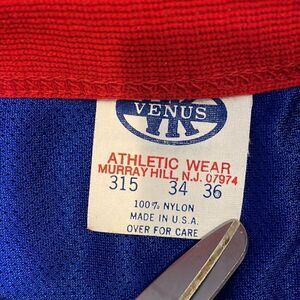 VENUS
ATHLETIC WEAR
MURRAY HILL, N.J. 07974
315 34 36
100% NYLON
MADE IN U.S.A.
OVER FOR CARE